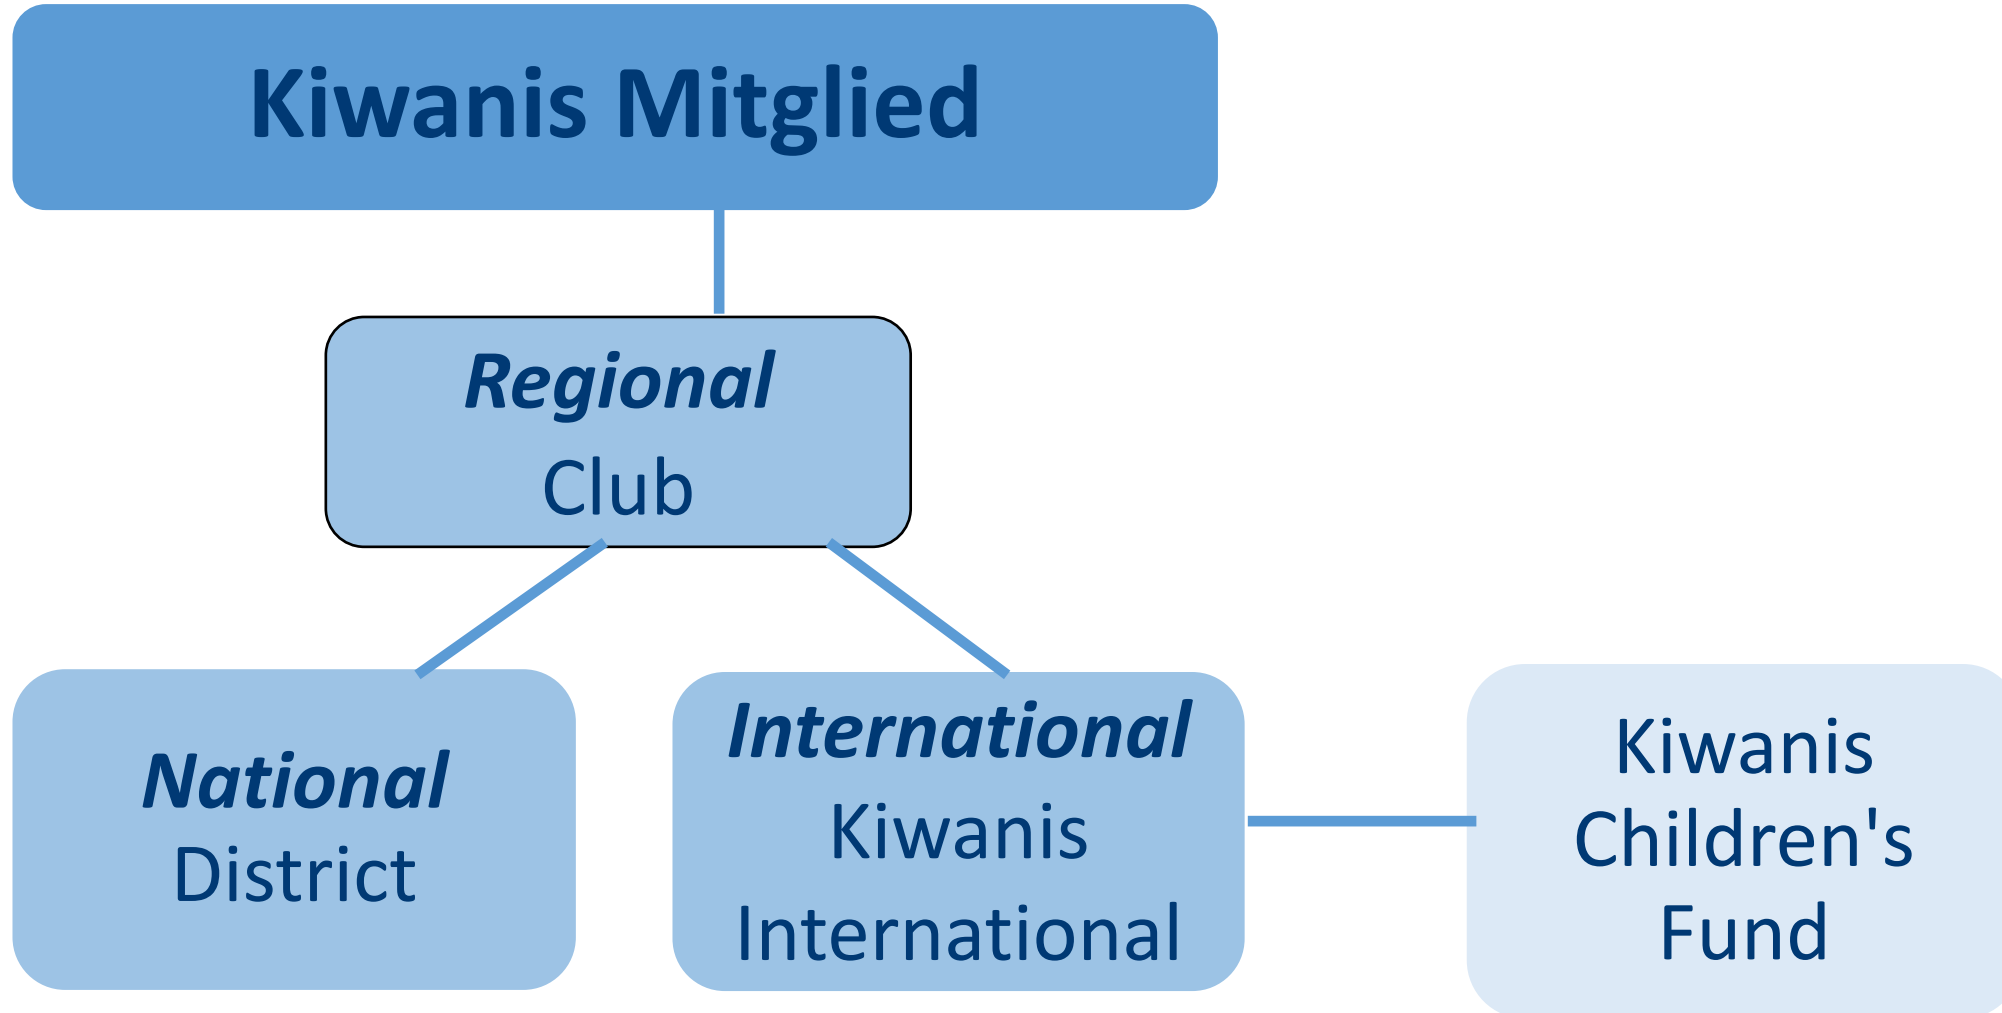 Kiwanis Mitglied
Regional
Club
National
District
International
Kiwanis
International
Kiwanis
Children's
Fund